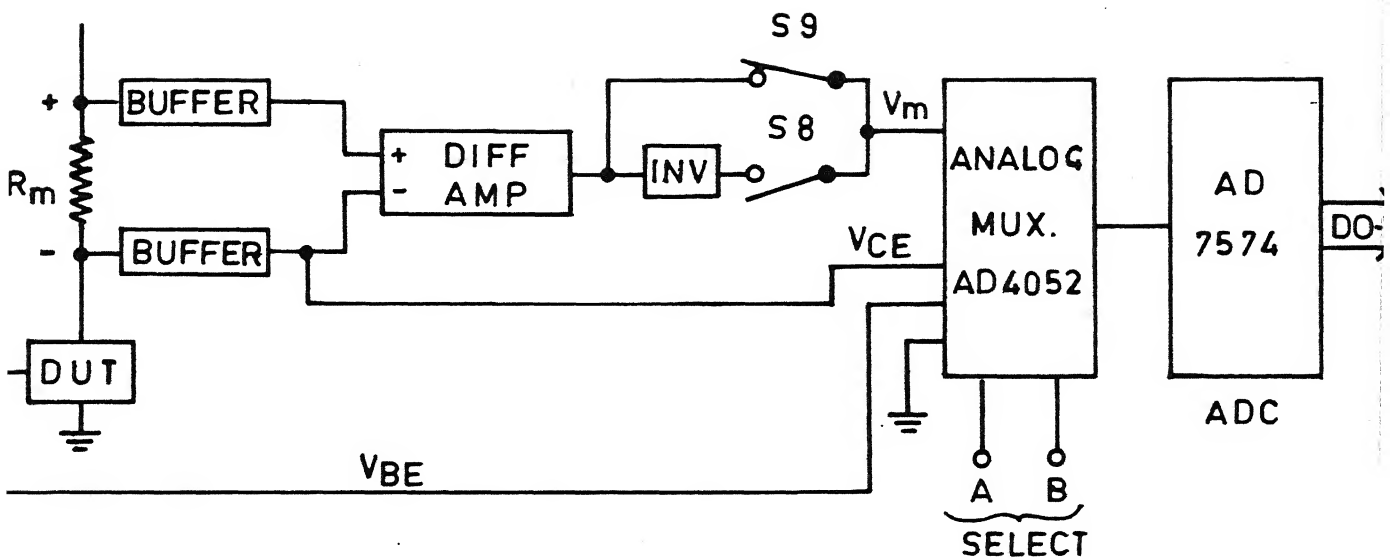 S9
+ BUFFER
Vm
S8
Rm
+ DIFF
- AMP
INV
ANALOG
MUX.
AD4052
AD
7574
DO-
- BUFFER
VCE
DUT
ADC
VBE
A B
SELECT